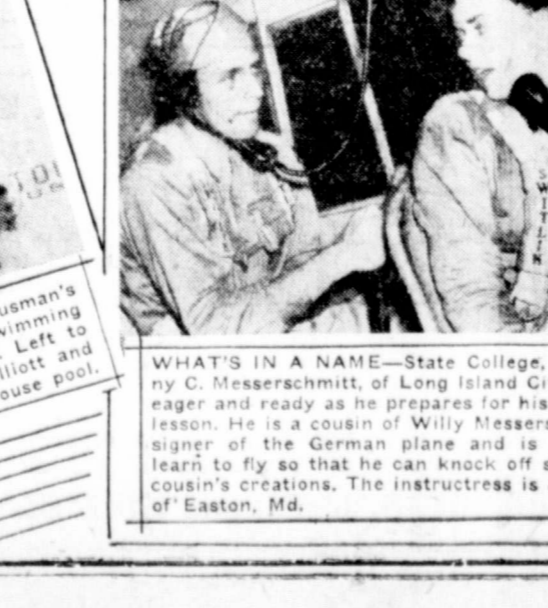 usman's
wimming
Left to
lliott and
ouse pool.
SWITLIK
WHAT'S IN A NAME—State College,
ny C. Messerschmitt, of Long Island Ci
eager and ready as he prepares for his
lesson. He is a cousin of Willy Messers
signer of the German plane and is
learn to fly so that he can knock off s
cousin's creations. The instructress is
of Easton, Md.